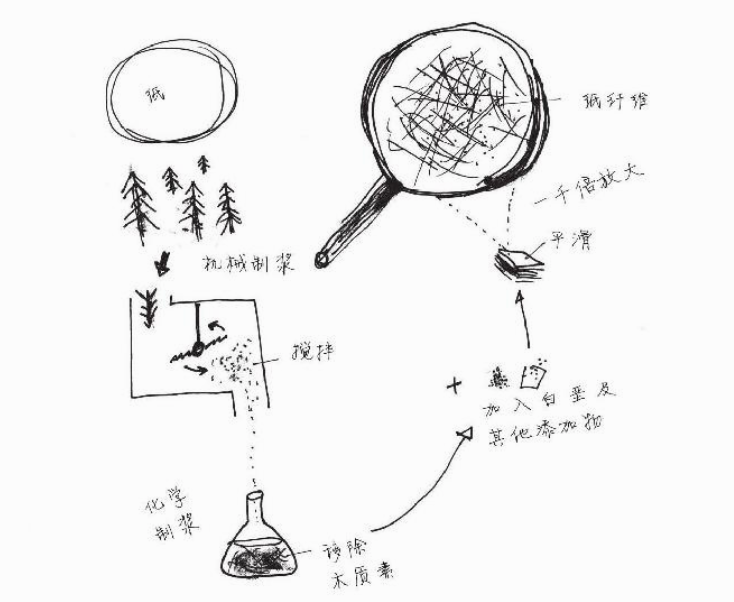 纸
纸纤维
一千倍放大
平滑
机械制浆
搅拌
+
加入白垩及
其他添加物
化学
制浆
移除
木质素